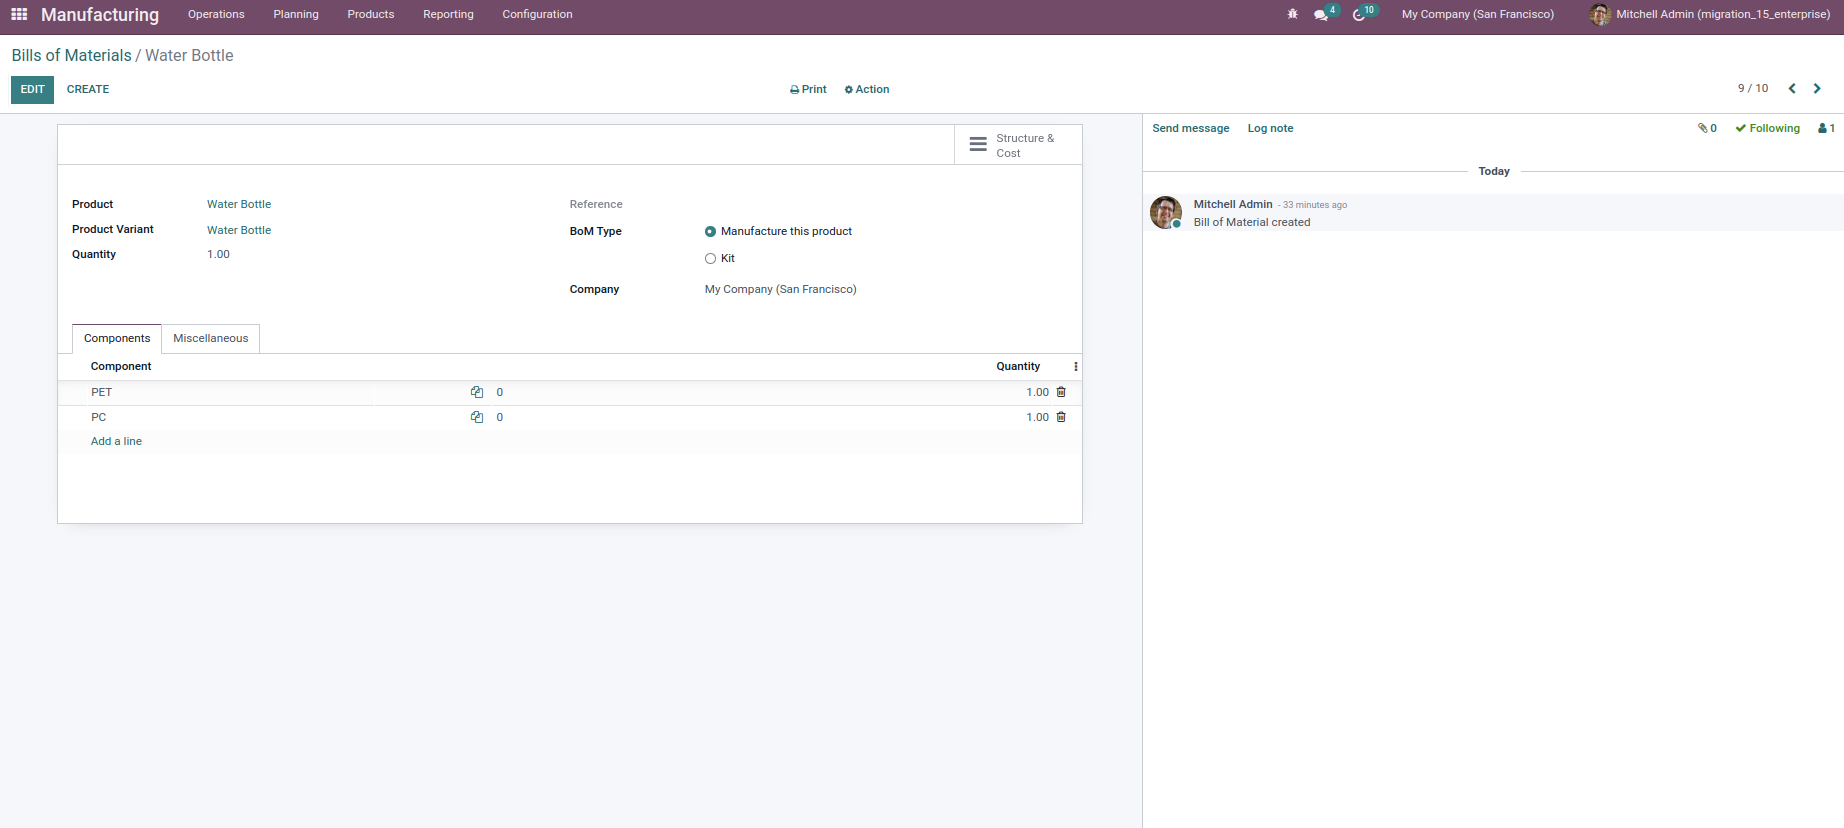 Manufacturing Operations Planning Products Reporting Configuration 4 10 My Company (San Francisco) Mitchell Admin (migration_15_enterprise)
Bills of Materials / Water Bottle
EDIT CREATE Print Action 9 / 10
Structure &
Cost
Product Water Bottle
Product Variant Water Bottle
Quantity 1.00
Reference
BoM Type Manufacture this product
Kit
Company My Company (San Francisco)
Components Miscellaneous
Component Quantity
PET 0 1.00
PC 0 1.00
Add a line
Send message Log note 0 Following 1
Today
Mitchell Admin - 33 minutes ago
Bill of Material created